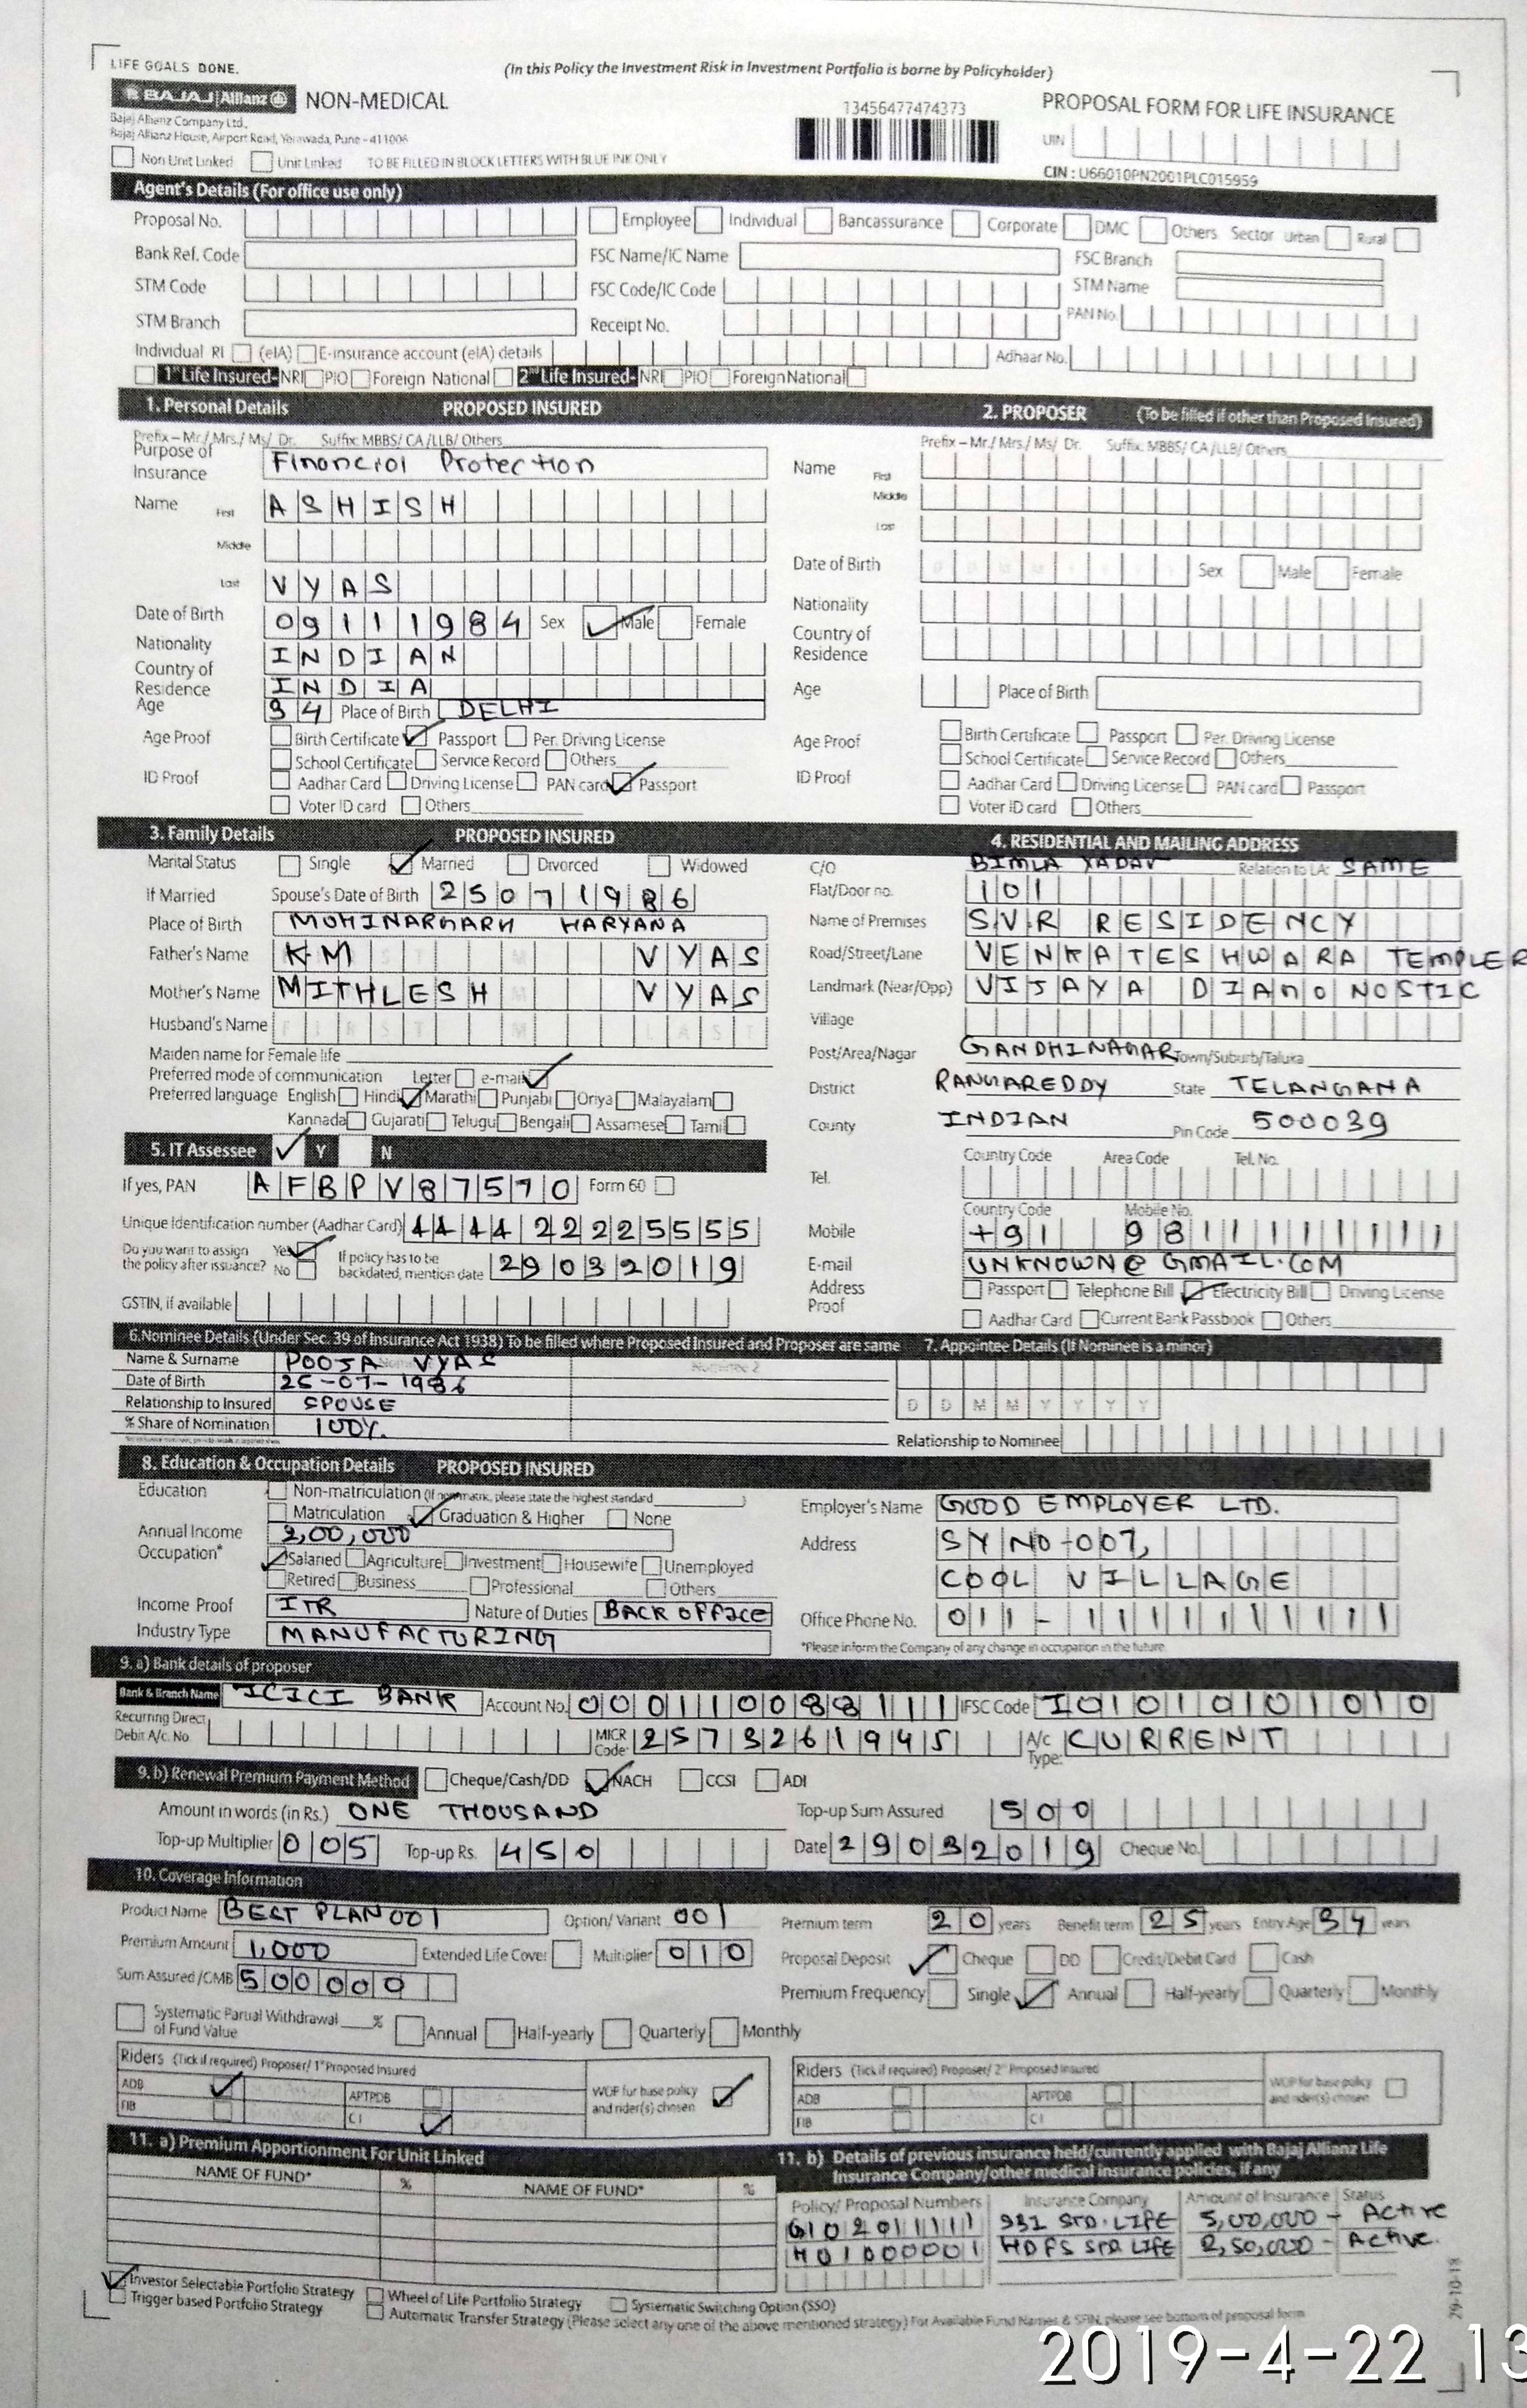 LIFE GOALS DONE.
(In this Policy the Investment Risk in Investment Portfolio is borne by Policyholder)
BAJAJ Allianz NON-MEDICAL
13456477474373
PROPOSAL FORM FOR LIFE INSURANCE
Bajaj Allianz Company Ltd.,
Bajaj Allianz House, Airport Road, Yerawada, Pune - 411006
UIN
Non Unit Linked Unit Linked TO BE FILLED IN BLOCK LETTERS WITH BLUE INK ONLY
CIN : U66010PN2001PLC015959
Agent's Details (For office use only)
Proposal No. Employee Individual Bancassurance Corporate DMC Others Sector Urban Rural
Bank Ref. Code FSC Name/IC Name FSC Branch
STM Code FSC Code/IC Code STM Name
STM Branch Receipt No. PAN No.
Individual RI (eIA) E-insurance account (eIA) details Adhaar No.
1st Life Insured- NRI PIO Foreign National 2nd Life Insured- NRI PIO Foreign National
1. Personal Details PROPOSED INSURED 2. PROPOSER (To be filled if other than Proposed Insured)
Prefix – Mr./ Mrs./ Ms/ Dr. Suffix: MBBS/ CA /LLB/ Others
Prefix – Mr./ Mrs./ Ms/ Dr. Suffix: MBBS/ CA /LLB/ Others
Purpose of Insurance Financial Protection
Name First
Name First ASHISH
Middle
Middle
Last
Last VYAS
Date of Birth Sex Male Female
Date of Birth 09111984 Sex Male Female
Nationality
Nationality INDIAN
Country of Residence
Country of Residence INDIA
Age Place of Birth
Age 34 Place of Birth DELHI
Age Proof Birth Certificate Passport Per. Driving License
School Certificate Service Record Others
ID Proof Aadhar Card Driving License PAN card Passport
Voter ID card Others
Age Proof Birth Certificate Passport Per. Driving License
School Certificate Service Record Others
ID Proof Aadhar Card Driving License PAN card Passport
Voter ID card Others
3. Family Details PROPOSED INSURED
Marital Status Single Married Divorced Widowed
If Married Spouse's Date of Birth 25071986
Place of Birth HARYANA
Father's Name KM VYAS
Mother's Name MITHLESH VYAS
Husband's Name
Maiden name for Female life
Preferred mode of communication Letter e-mail
Preferred language English Hindi Marathi Punjabi Oriya Malayalam
Kannada Gujarati Telugu Bengali Assamese Tamil
4. RESIDENTIAL AND MAILING ADDRESS
C/O BIMLA YADAV Relation to LA: SAME
Flat/Door no. 101
Name of Premises S.V.R RESIDENCY
Road/Street/Lane VENKATESHWARA TEMPLER
Landmark (Near/Opp) VIJAYA DIAGNOSTIC
Village
Post/Area/Nagar GANDHINAGAR Town/Suburb/Taluka
District RANGAREDDY State TELANGANA
County INDIAN Pin Code 500039
5. IT Assessee Y N
If yes, PAN AFBPV87570 Form 60
Unique Identification number (Aadhar Card) 444422225555
Do you want to assign the policy after issuance? Yes No If policy has to be backdated, mention date 29032019
GSTIN, if available
Country Code Area Code Tel. No.
Tel.
Country Code Mobile No.
Mobile +91 9811111111111
E-mail UNKNOWN@GMAIL.COM
Address Proof Passport Telephone Bill Electricity Bill Driving License
Aadhar Card Current Bank Passbook Others
6.Nominee Details (Under Sec. 39 of Insurance Act 1938) To be filled where Proposed Insured and Proposer are same 7. Appointee Details (If Nominee is a minor)
Name & Surname POOJA VYAS Nominee 2
Date of Birth 25-07-1986
D D M M Y Y Y Y
Relationship to Insured SPOUSE
% Share of Nomination 100%
Relationship to Nominee
8. Education & Occupation Details PROPOSED INSURED
Education Non-matriculation (If nonmatric, please state the highest standard
Matriculation Graduation & Higher None
Annual Income 2,00,000
Occupation* Salaried Agriculture Investment Housewife Unemployed
Retired Business Professional Others
Income Proof ITR Nature of Duties BACK OFFICE
Industry Type MANUFACTURING
Employer's Name GOOD EMPLOYER LTD.
Address SY NO-007,
COOL VILLAGE
Office Phone No. 011-1111111111
*Please inform the Company of any change in occupation in the future
9. a) Bank details of proposer
Bank & Branch Name ICICI BANK Account No. 000110088111 IFSC Code I0101010101
Recurring Direct Debit A/c. No. MICR Code: 2573261945 A/c Type: CURRENT
9. b) Renewal Premium Payment Method Cheque/Cash/DD NACH CCSI ADI
Amount in words (in Rs.) ONE THOUSAND Top-up Sum Assured 500
Top-up Multiplier 005 Top-up Rs. 450 Date 29032019 Cheque No.
10. Coverage Information
Product Name BEST PLAN 001 Option/ Variant 001 Premium term 20 years Benefit term 25 years Entry Age 34 years
Premium Amount 1,000 Extended Life Cover Multiplier 010 Proposal Deposit Cheque DD Credit/Debit Card Cash
Sum Assured /GMB 500000 Premium Frequency Single Annual Half-yearly Quarterly Monthly
Systematic Partial Withdrawal of Fund Value % Annual Half-yearly Quarterly Monthly
Riders (Tick if required) Proposer/ 1st Proposed Insured
ADB APTPDB WOP for base policy and rider(s) chosen
FIB CI
Riders (Tick if required) Proposer/ 2nd Proposed Insured
ADB APTPDB WOP for base policy and rider(s) chosen
FIB CI
11. a) Premium Apportionment For Unit Linked
NAME OF FUND* % NAME OF FUND* %
11. b) Details of previous insurance held/currently applied with Bajaj Allianz Life Insurance Company/other medical insurance policies, if any
Policy/ Proposal Numbers Insurance Company Amount of Insurance Status
STD. LIFE 5,00,000 - Active
H0100001 STD LIFE 2,50,000 - Active.
Investor Selectable Portfolio Strategy Wheel of Life Portfolio Strategy Systematic Switching Option (SSO)
Trigger based Portfolio Strategy Automatic Transfer Strategy (Please select any one of the above mentioned strategy) For Available Fund Names & SFIN, please see bottom of proposal form
2019-4-22 13